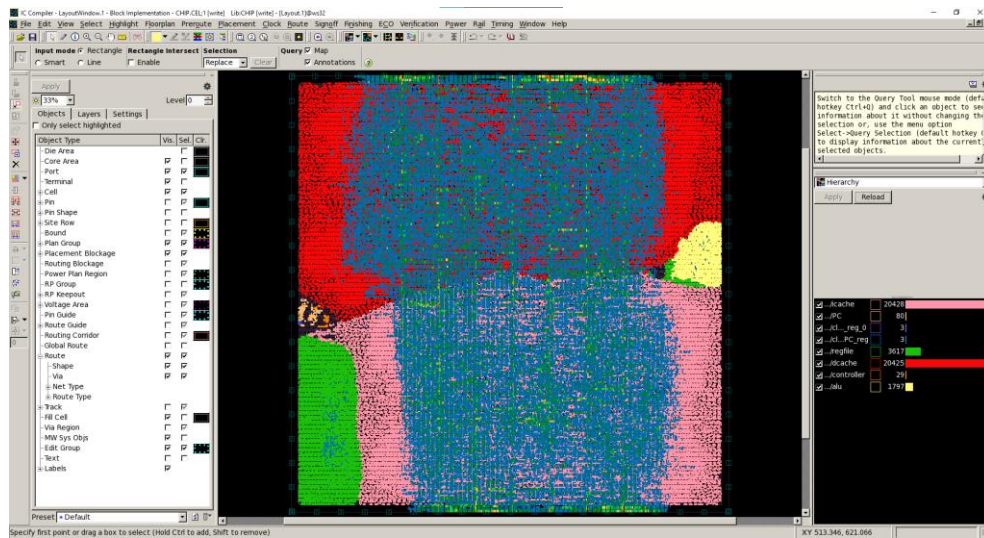 IC Compiler - LayoutWindow.1 - Block Implementation - CHIP.CEL;1 [write] Lib:CHIP [write] - [Layout.1]@ws32
File Edit View Select Highlight Floorplan Preroute Placement Clock Route Signoff Finishing ECO Verification Power Rail Timing Window Help
Input mode Rectangle Rectangle Intersect Selection Query Map
Smart Line Enable Replace Clear Annotations
Apply
33% Level 0
Objects Layers Settings
Only select highlighted
Object Type Vis. Sel. Clr.
Die Area
Core Area
Port
Terminal
Cell
Pin
Pin Shape
Site Row
Bound
Plan Group
Placement Blockage
Routing Blockage
Power Plan Region
RP Group
RP Keepout
Voltage Area
Pin Guide
Route Guide
Routing Corridor
Global Route
Route
Shape
Via
Net Type
Route Type
Track
Fill Cell
Via Region
MW Sys Objs
Edit Group
Text
Labels
Preset Default
Switch to the Query Tool mouse mode (defa
hotkey Ctrl+Q) and click an object to see
information about it without changing the
selection or, use the menu option
Select->Query Selection (default hotkey
to display information about the current
selected objects.
Hierarchy
Apply Reload
.../icache 20428
.../PC 80
.../cl..._reg_0 3
.../cl...PC_reg 3
.../regfile 3617
.../dcache 20425
.../controller 29
.../alu 1797
Specify first point or drag a box to select (Hold Ctrl to add, Shift to remove) XY 513.346, 621.066